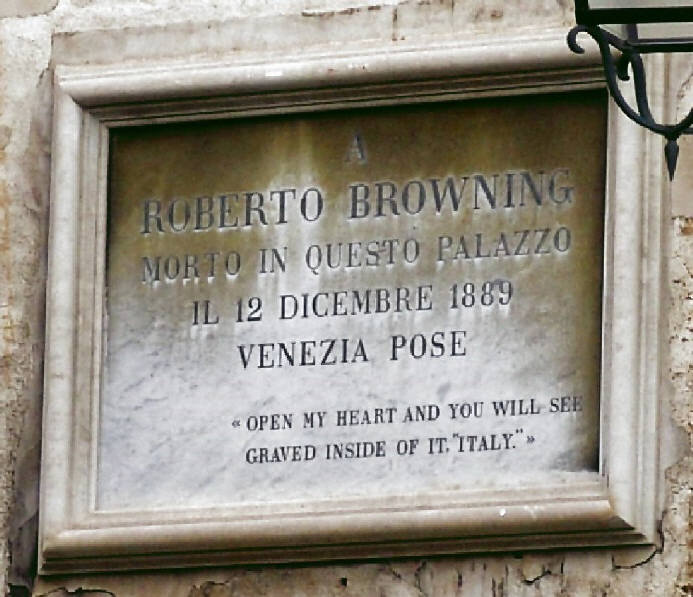 A
ROBERTO BROWNING
MORTO IN QUESTO PALAZZO
IL 12 DICEMBRE 1889
VENEZIA POSE
« OPEN MY HEART AND YOU WILL SEE
GRAVED INSIDE OF IT, "ITALY." »